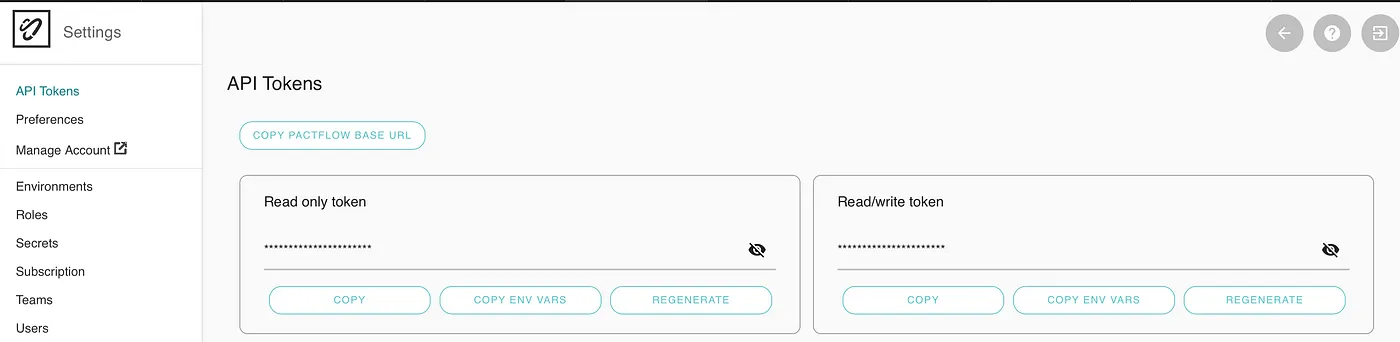 Settings
API Tokens
Preferences
Manage Account
Environments
Roles
Secrets
Subscription
Teams
Users
API Tokens
COPY PACTFLOW BASE URL
Read only token
**********************
COPY COPY ENV VARS REGENERATE
Read/write token
**********************
COPY COPY ENV VARS REGENERATE